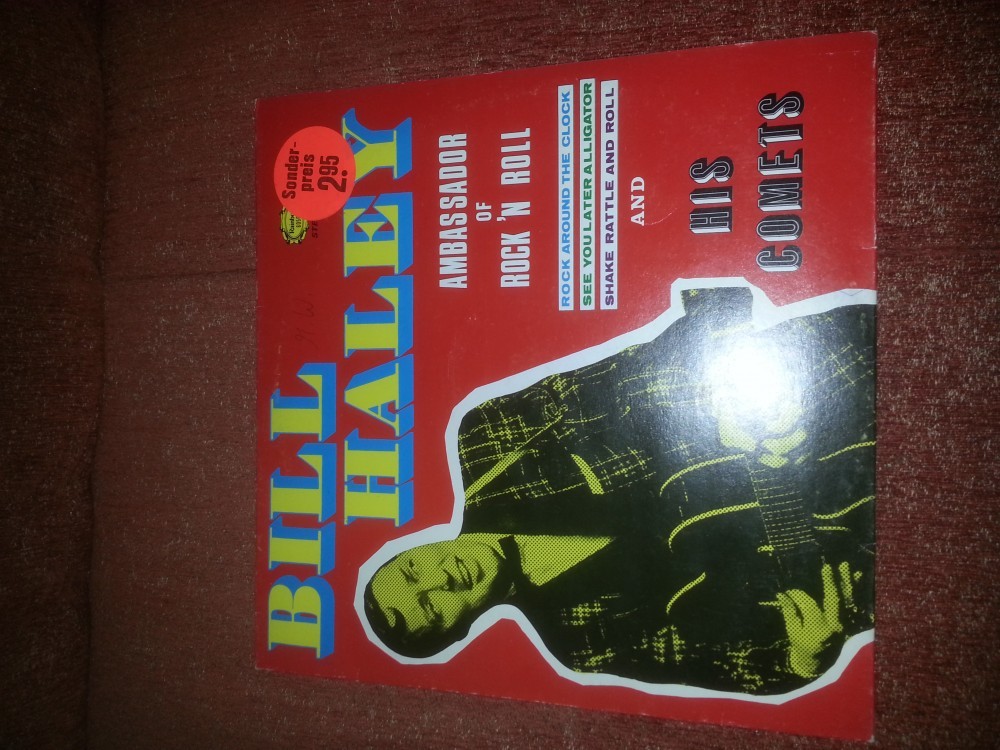 BILL
HALEY
Sonder-
preis
2.95
AMBASSADOR
OF
ROCK 'N ROLL
ROCK AROUND THE CLOCK
SEE YOU LATER ALLIGATOR
SHAKE RATTLE AND ROLL
AND
HIS
COMETS